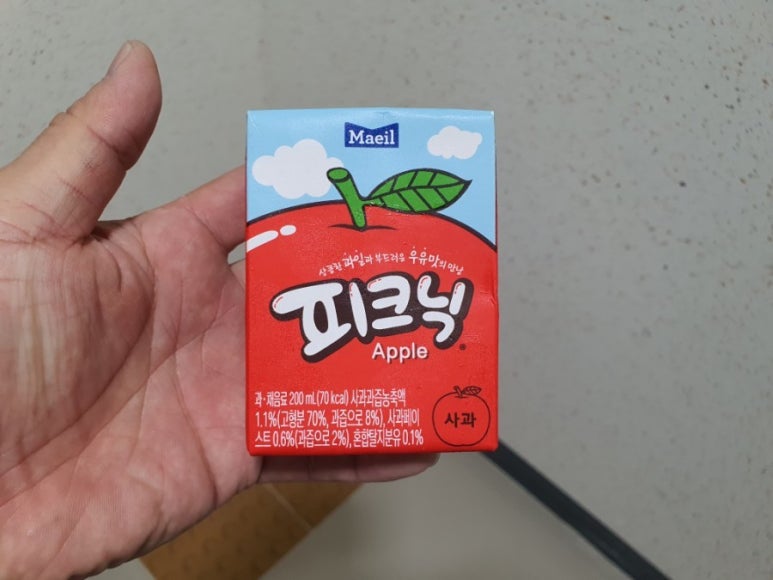 Maeil
상큼한 과일과 부드러운 우유맛의 만남
피크닉
Apple
®
과·채음료 200 mL(70 kcal) 사과과즙농축액
1.1%(고형분 70%, 과즙으로 8%), 사과페이
스트 0.6%(과즙으로 2%), 혼합탈지분유 0.1%
사과